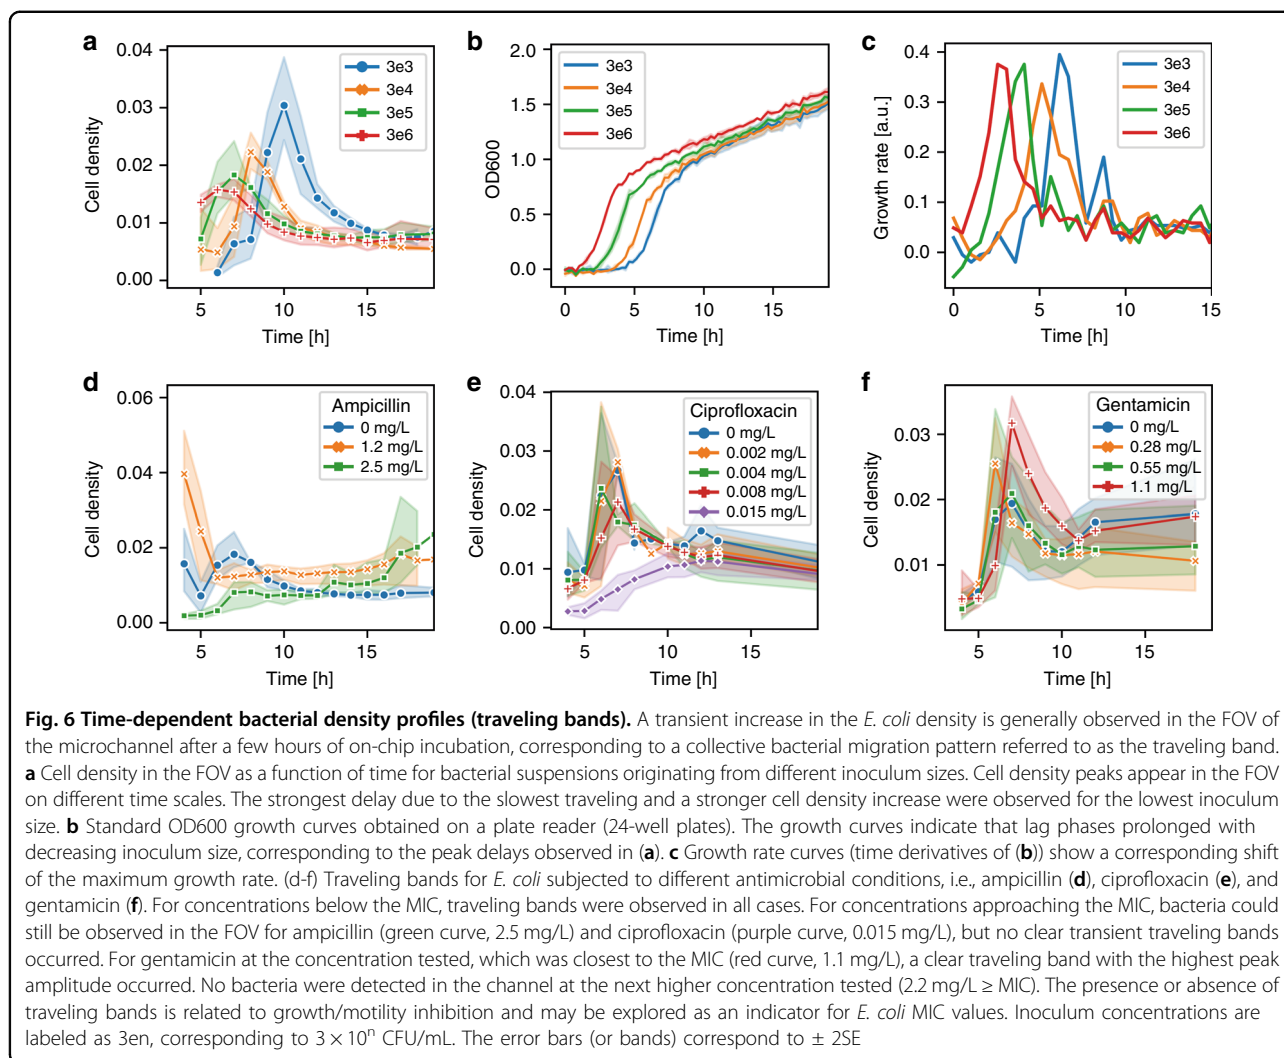 a
0.04
0.03
0.02
0.01
0.00
Cell density
5
10
15
Time [h]
3e3
3e4
3e5
3e6
b
2.0
1.5
1.0
0.5
0.0
OD600
0
5
10
15
Time [h]
3e3
3e4
3e5
3e6
c
0.4
0.3
0.2
0.1
0.0
Growth rate [a.u.]
0
5
10
15
Time [h]
3e3
3e4
3e5
3e6
d
0.06
0.04
0.02
0.00
Cell density
5
10
15
Time [h]
Ampicillin
0 mg/L
1.2 mg/L
2.5 mg/L
e
0.04
0.03
0.02
0.01
0.00
Cell density
5
10
15
Time [h]
Ciprofloxacin
0 mg/L
0.002 mg/L
0.004 mg/L
0.008 mg/L
0.015 mg/L
f
0.03
0.02
0.01
Cell density
5
10
15
Time [h]
Gentamicin
0 mg/L
0.28 mg/L
0.55 mg/L
1.1 mg/L
Fig. 6 Time-dependent bacterial density profiles (traveling bands). A transient increase in the E. coli density is generally observed in the FOV of
the microchannel after a few hours of on-chip incubation, corresponding to a collective bacterial migration pattern referred to as the traveling band.
a Cell density in the FOV as a function of time for bacterial suspensions originating from different inoculum sizes. Cell density peaks appear in the FOV
on different time scales. The strongest delay due to the slowest traveling and a stronger cell density increase were observed for the lowest inoculum
size. b Standard OD600 growth curves obtained on a plate reader (24-well plates). The growth curves indicate that lag phases prolonged with
decreasing inoculum size, corresponding to the peak delays observed in (a). c Growth rate curves (time derivatives of (b)) show a corresponding shift
of the maximum growth rate. (d-f) Traveling bands for E. coli subjected to different antimicrobial conditions, i.e., ampicillin (d), ciprofloxacin (e), and
gentamicin (f). For concentrations below the MIC, traveling bands were observed in all cases. For concentrations approaching the MIC, bacteria could
still be observed in the FOV for ampicillin (green curve, 2.5 mg/L) and ciprofloxacin (purple curve, 0.015 mg/L), but no clear transient traveling bands
occurred. For gentamicin at the concentration tested, which was closest to the MIC (red curve, 1.1 mg/L), a clear traveling band with the highest peak
amplitude occurred. No bacteria were detected in the channel at the next higher concentration tested (2.2 mg/L ≥ MIC). The presence or absence of
traveling bands is related to growth/motility inhibition and may be explored as an indicator for E. coli MIC values. Inoculum concentrations are
labeled as 3en, corresponding to 3 × 10ⁿ CFU/mL. The error bars (or bands) correspond to ± 2SE